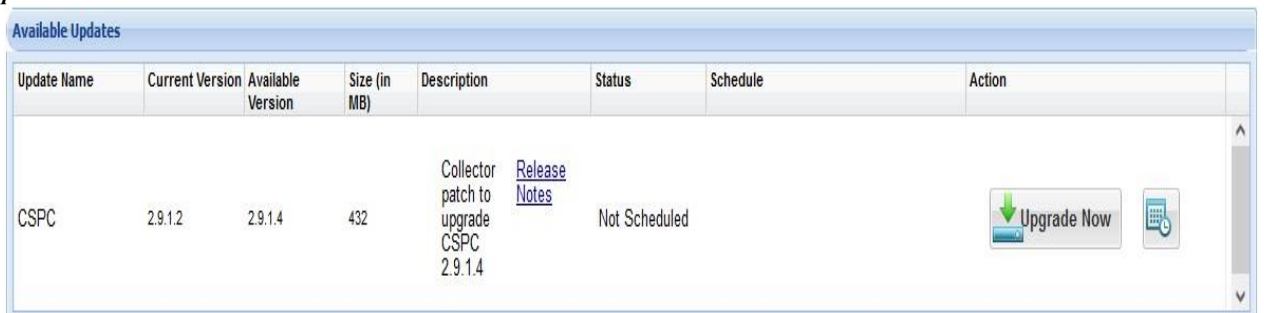 Available Updates
Update Name Current Version Available Version Size (in MB) Description Status Schedule Action
CSPC 2.9.1.2 2.9.1.4 432 Collector patch to upgrade CSPC 2.9.1.4 Release Notes Not Scheduled Upgrade Now